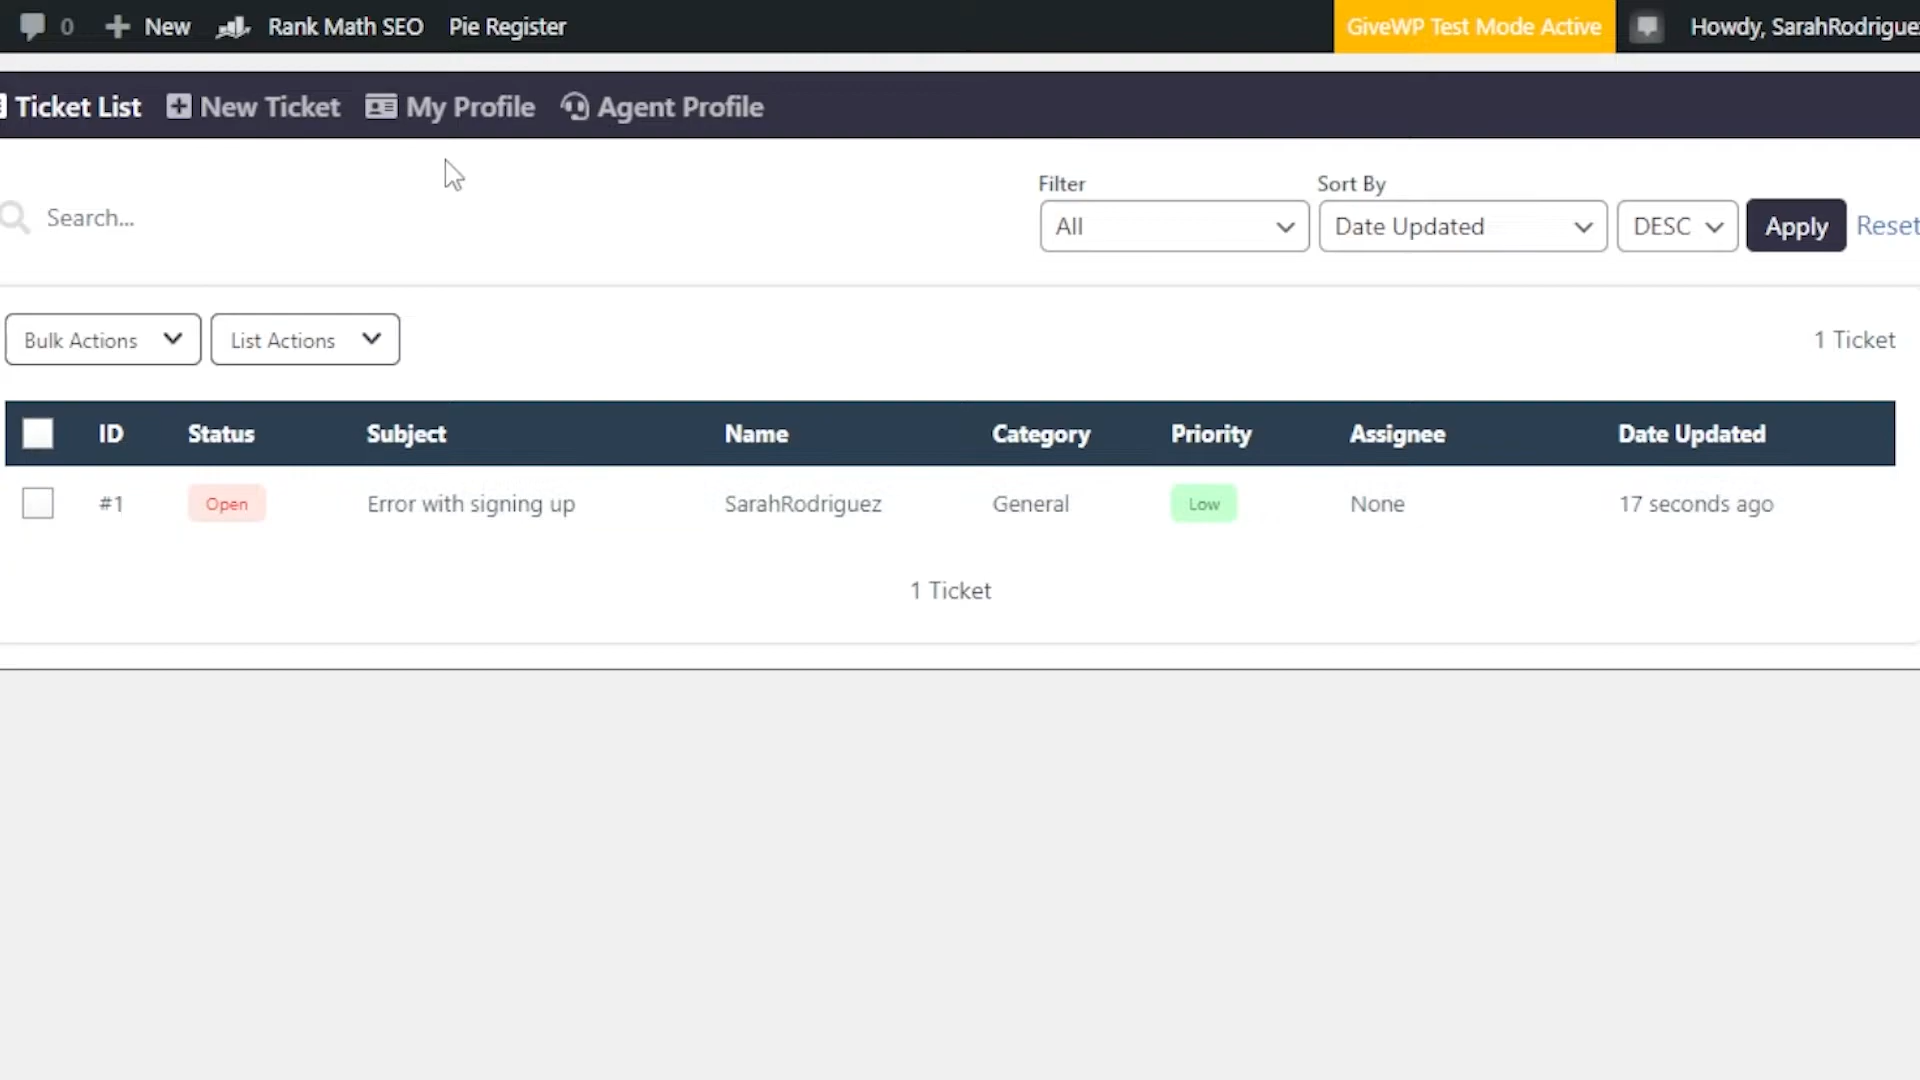 0 New Rank Math SEO Pie Register GiveWP Test Mode Active Howdy, SarahRodriguez
Ticket List New Ticket My Profile Agent Profile
Filter Sort By
Search... All Date Updated DESC Apply Reset
Bulk Actions List Actions 1 Ticket
ID Status Subject Name Category Priority Assignee Date Updated
#1 Open Error with signing up SarahRodriguez General Low None 17 seconds ago
1 Ticket